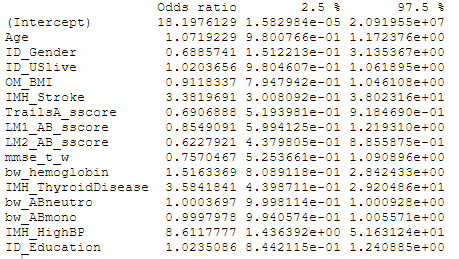 Odds ratio 2.5 % 97.5 %
(Intercept) 18.1976129 1.582984e-05 2.091955e+07
Age 1.0719229 9.800766e-01 1.172376e+00
ID_Gender 0.6885741 1.512213e-01 3.135367e+00
ID_USlive 1.0203656 9.804607e-01 1.061895e+00
OM_BMI 0.9118337 7.947942e-01 1.046108e+00
IMH_Stroke 3.3819691 3.008092e-01 3.802316e+01
TrailsA_sscore 0.6906888 5.193981e-01 9.184690e-01
LM1_AB_sscore 0.8549091 5.994125e-01 1.219310e+00
LM2_AB_sscore 0.6227921 4.379805e-01 8.855875e-01
mmse_t_w 0.7570467 5.253661e-01 1.090896e+00
bw_hemoglobin 1.5163369 8.089118e-01 2.842433e+00
IMH_ThyroidDisease 3.5841841 4.398711e-01 2.920486e+01
bw_ABneutro 1.0003697 9.998114e-01 1.000928e+00
bw_ABmono 0.9997978 9.940574e-01 1.005571e+00
IMH_HighBP 8.6117777 1.436392e+00 5.163124e+01
ID_Education 1.0235086 8.442115e-01 1.240885e+00